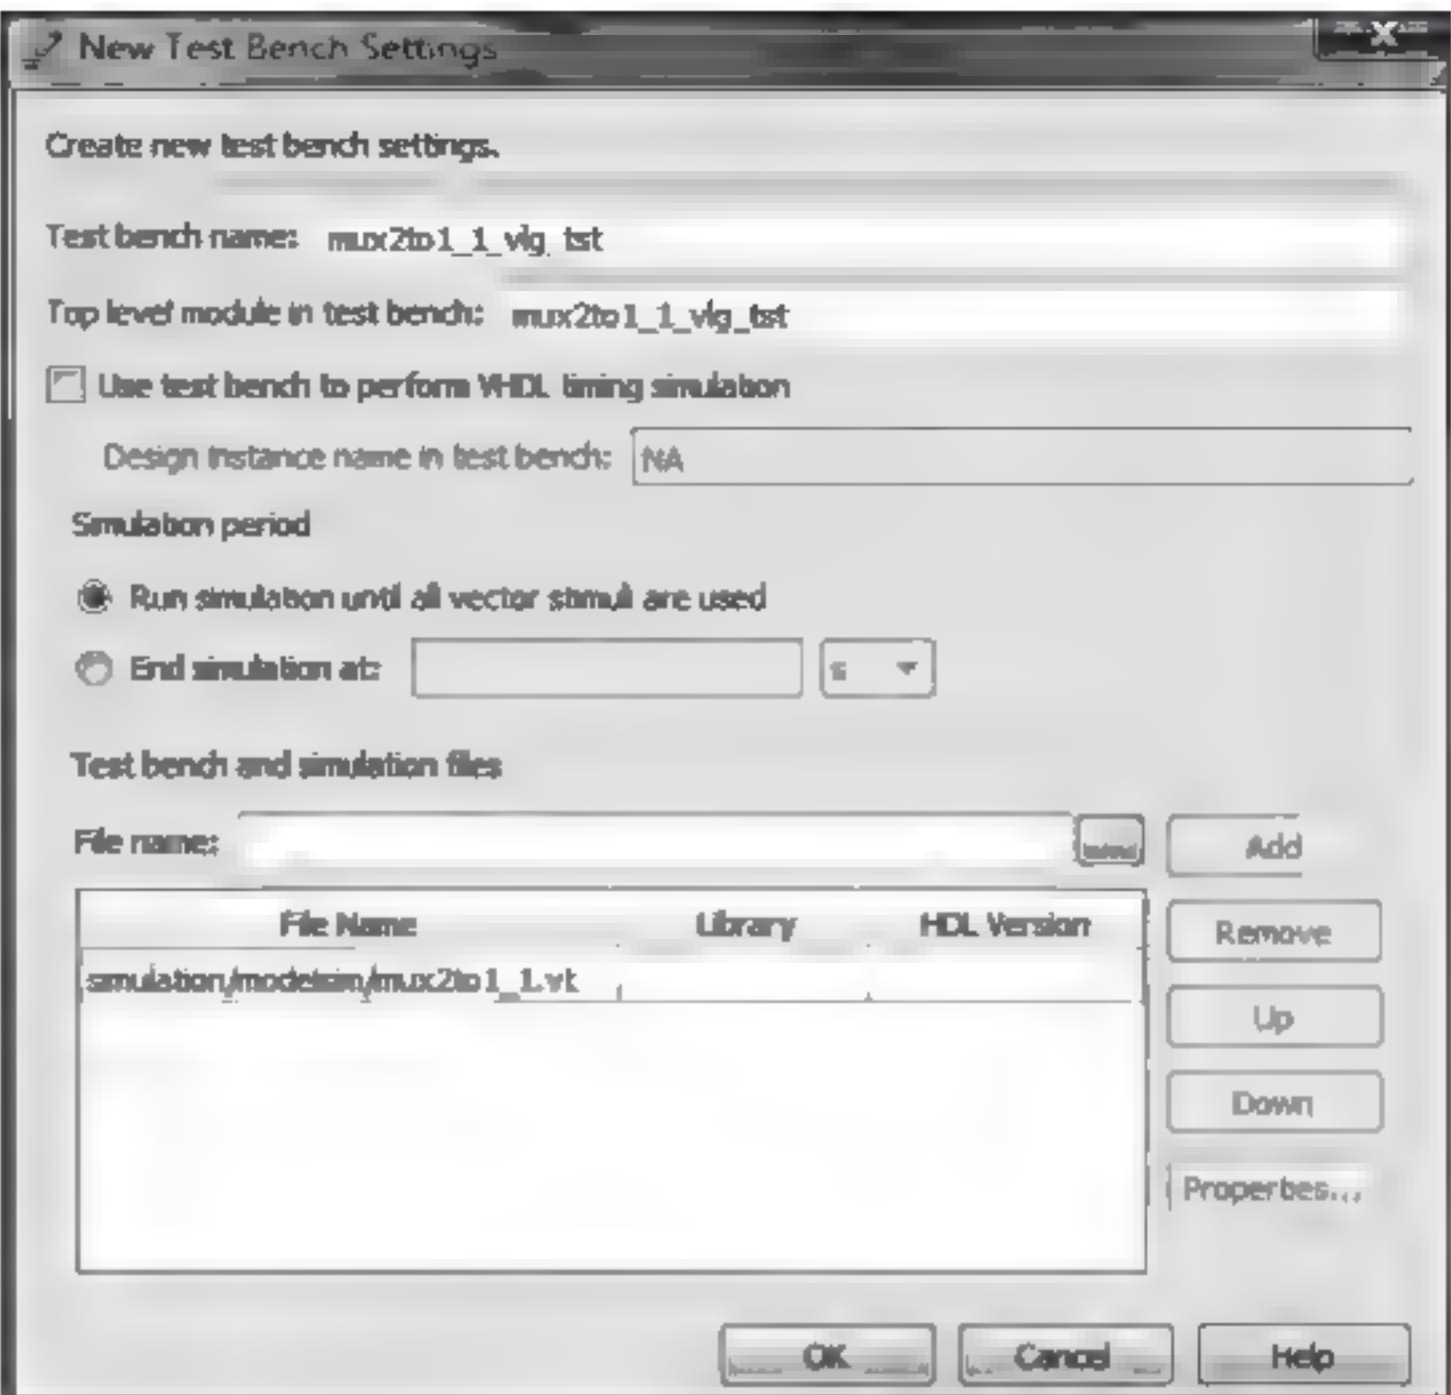 New Test Bench Settings
Create new test bench settings.
Test bench name: mux2to1_1_vlg_tst
Top level module in test bench: mux2to1_1_vlg_tst
Use test bench to perform VHDL timing simulation
Design instance name in test bench: NA
Simulation period
Run simulation until all vector stimuli are used
End simulation at: s
Test bench and simulation files
File name: ... Add
File Name Library HDL Version Remove
simulation/modelsim/mux2to1_1.vt
Up
Down
Properties...
OK Cancel Help